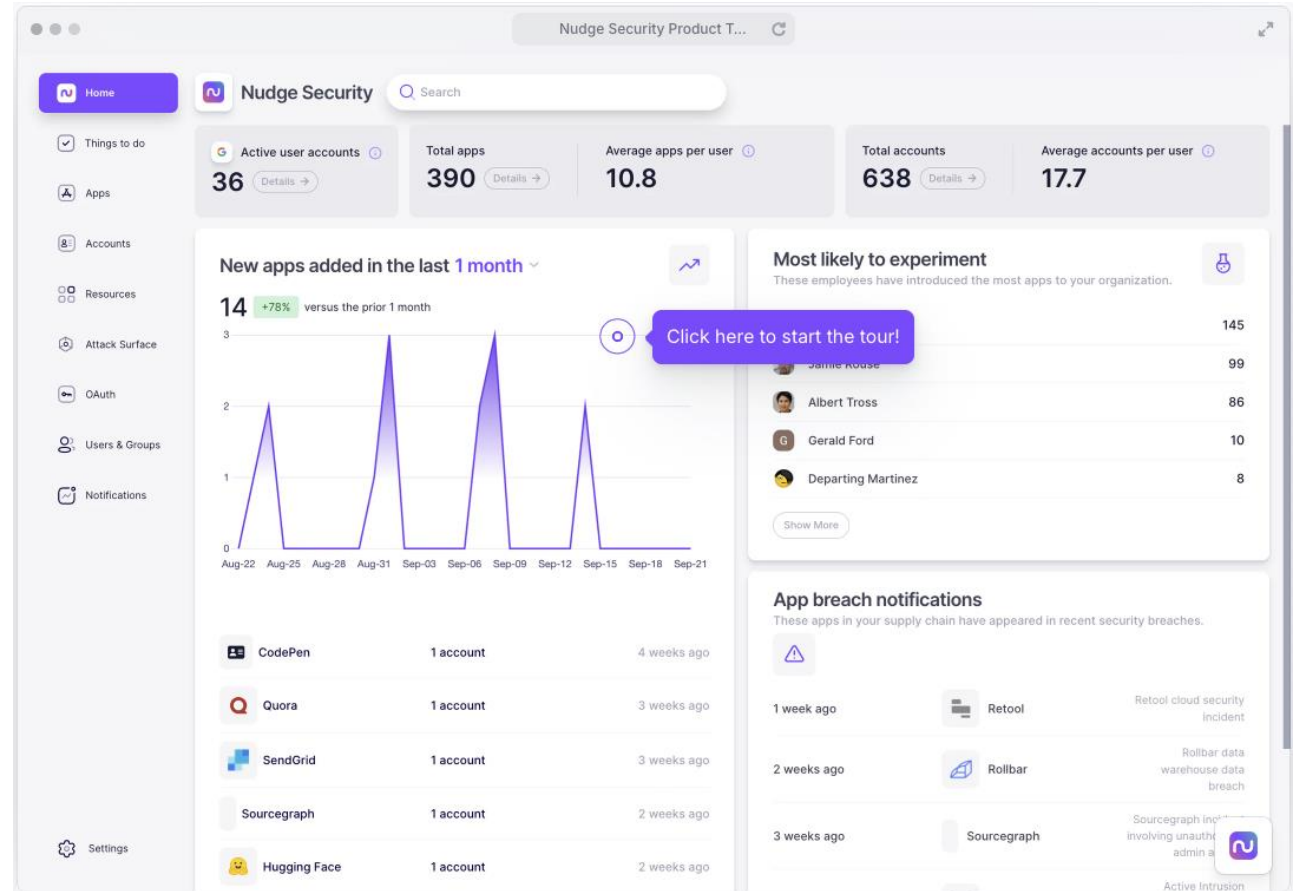 Nudge Security Product T...
Home
Things to do
Apps
Accounts
Resources
Attack Surface
OAuth
Users & Groups
Notifications
Settings
Nudge Security
Search
G Active user accounts
36 Details →
Total apps
390 Details →
Average apps per user
10.8
Total accounts
638 Details →
Average accounts per user
17.7
New apps added in the last 1 month
14 +78% versus the prior 1 month
3
2
1
0
Aug-22 Aug-25 Aug-28 Aug-31 Sep-03 Sep-06 Sep-09 Sep-12 Sep-15 Sep-18 Sep-21
Click here to start the tour!
CodePen 1 account 4 weeks ago
Quora 1 account 3 weeks ago
SendGrid 1 account 3 weeks ago
Sourcegraph 1 account 2 weeks ago
Hugging Face 1 account 2 weeks ago
Most likely to experiment
These employees have introduced the most apps to your organization.
145
Jamie Rouse 99
Albert Tross 86
G Gerald Ford 10
Departing Martinez 8
Show More
App breach notifications
These apps in your supply chain have appeared in recent security breaches.
1 week ago Retool Retool cloud security
incident
2 weeks ago Rollbar Rollbar data
warehouse data
breach
3 weeks ago Sourcegraph Sourcegraph
involving
admin
Active Intrusion